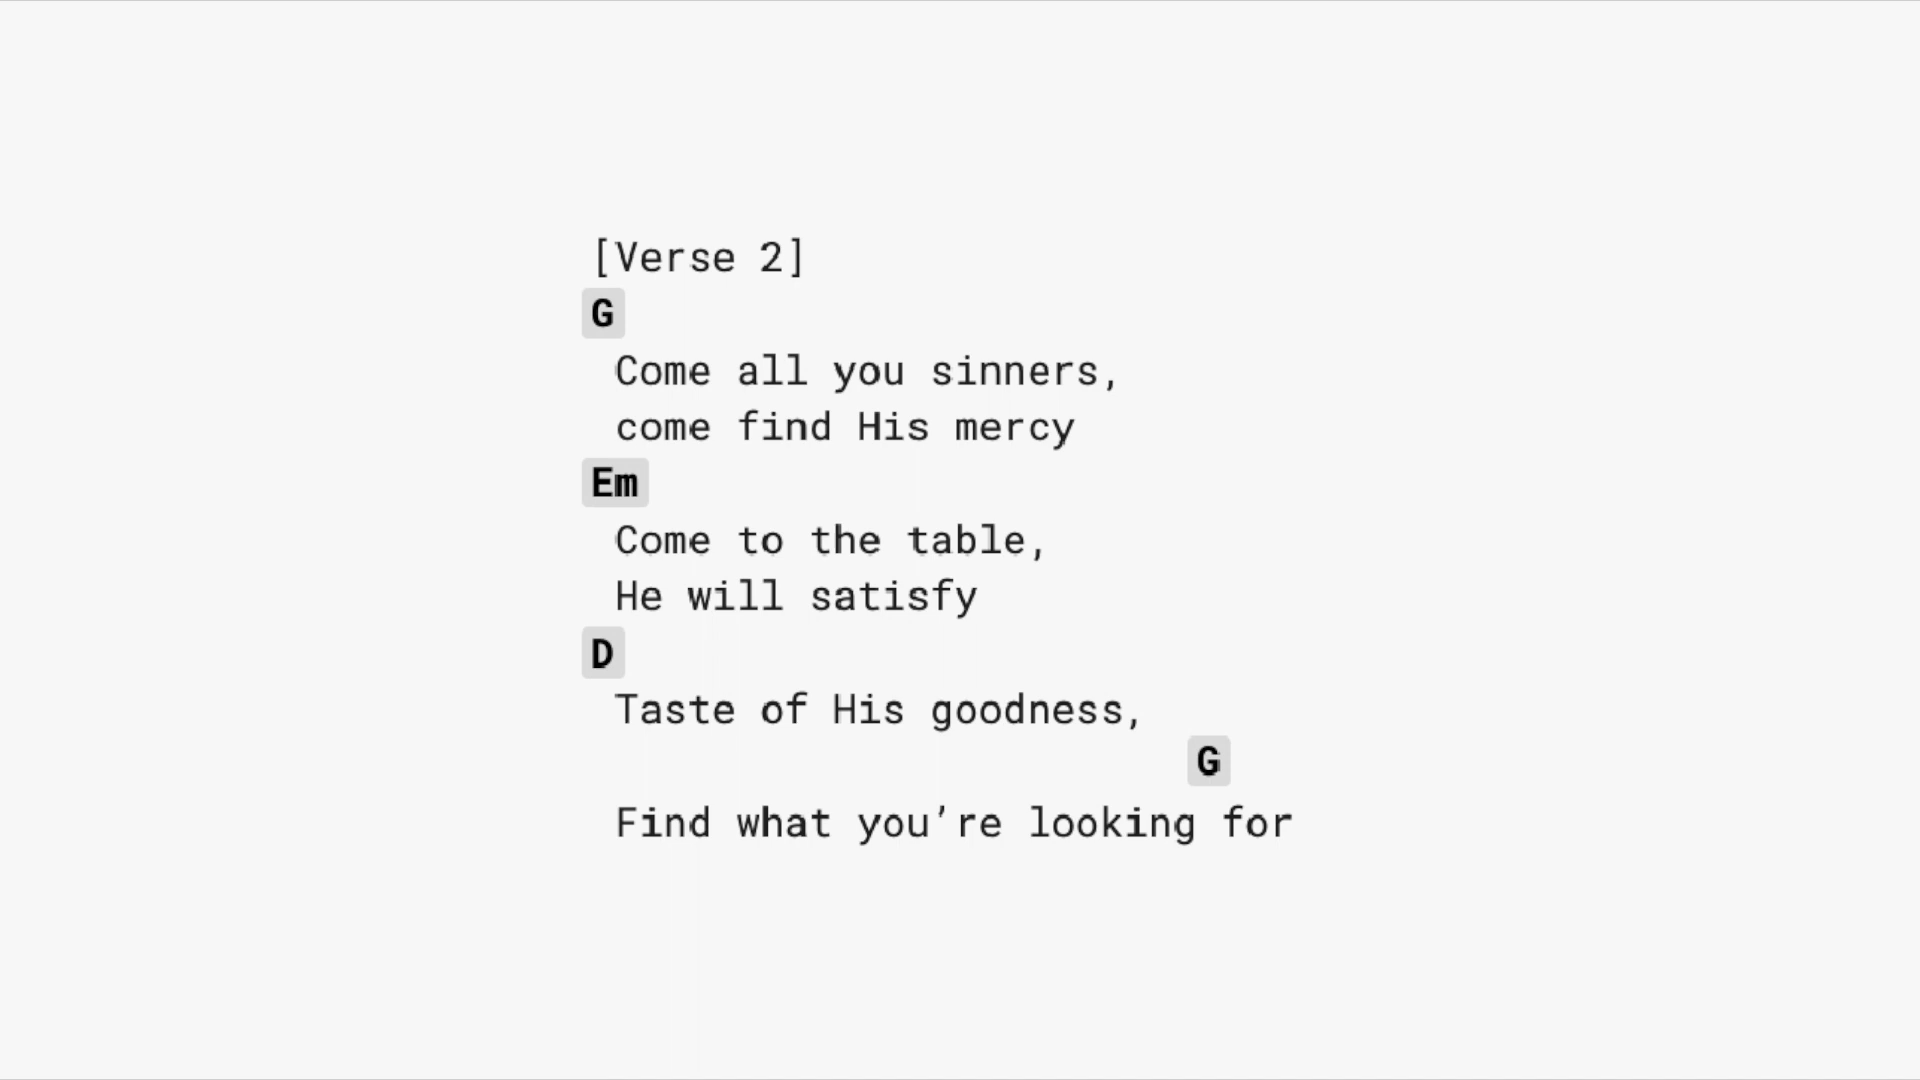 [Verse 2]
G
Come all you sinners,
come find His mercy
Em
Come to the table,
He will satisfy
D
Taste of His goodness,
G
Find what you’re looking for